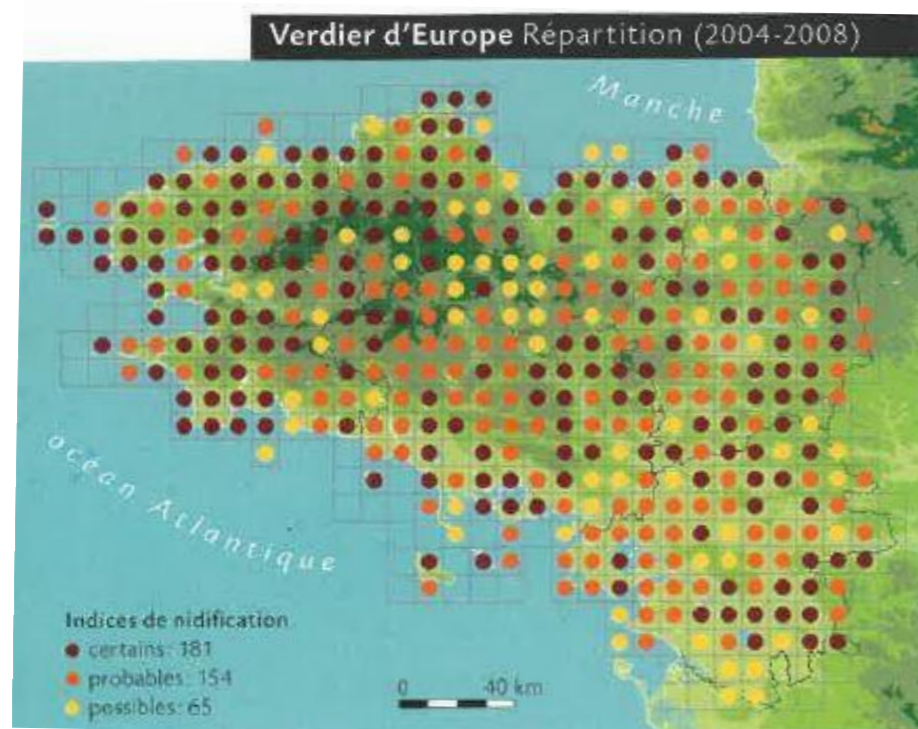 Verdier d'Europe Répartition (2004-2008)
Manche
océan Atlantique
Indices de nidification
certains: 181
probables: 154
possibles: 65
0 40 km